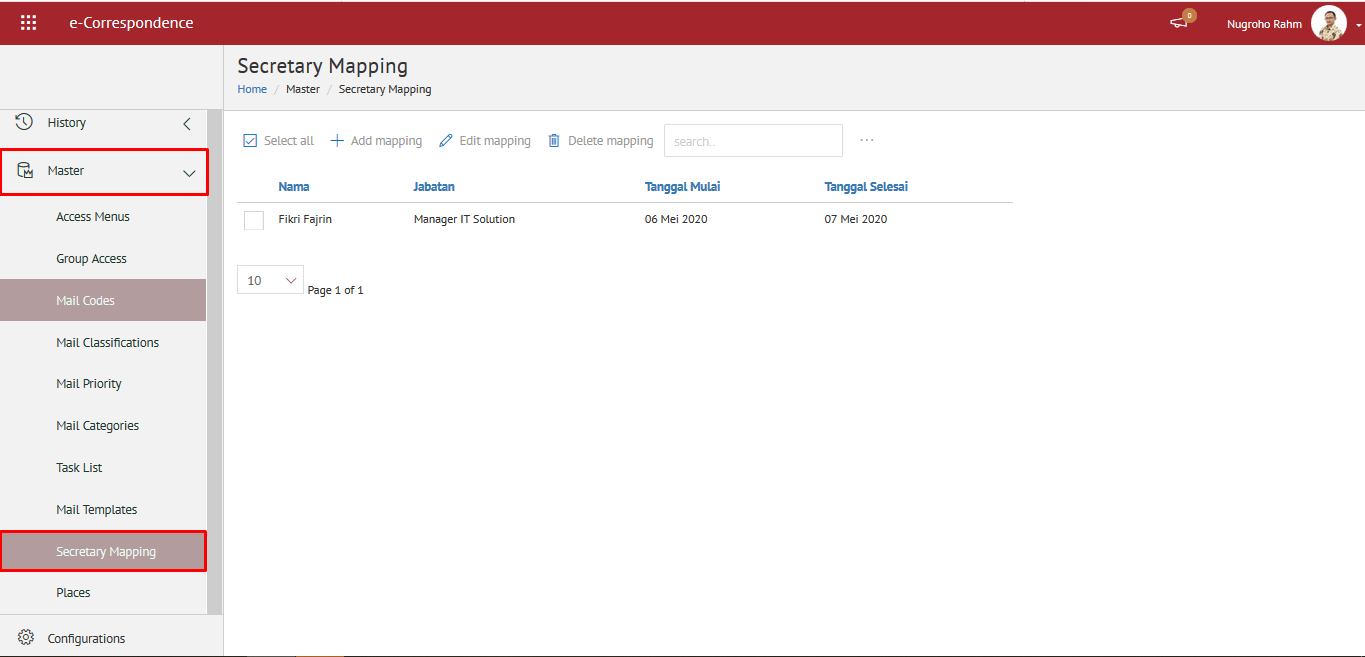 e-Correspondence
0
Nugroho Rahm
Secretary Mapping
Home / Master / Secretary Mapping
History
Master
Access Menus
Group Access
Mail Codes
Mail Classifications
Mail Priority
Mail Categories
Task List
Mail Templates
Secretary Mapping
Places
Configurations
Select all Add mapping Edit mapping Delete mapping search.. ...
Nama Jabatan Tanggal Mulai Tanggal Selesai
Fikri Fajrin Manager IT Solution 06 Mei 2020 07 Mei 2020
10 Page 1 of 1